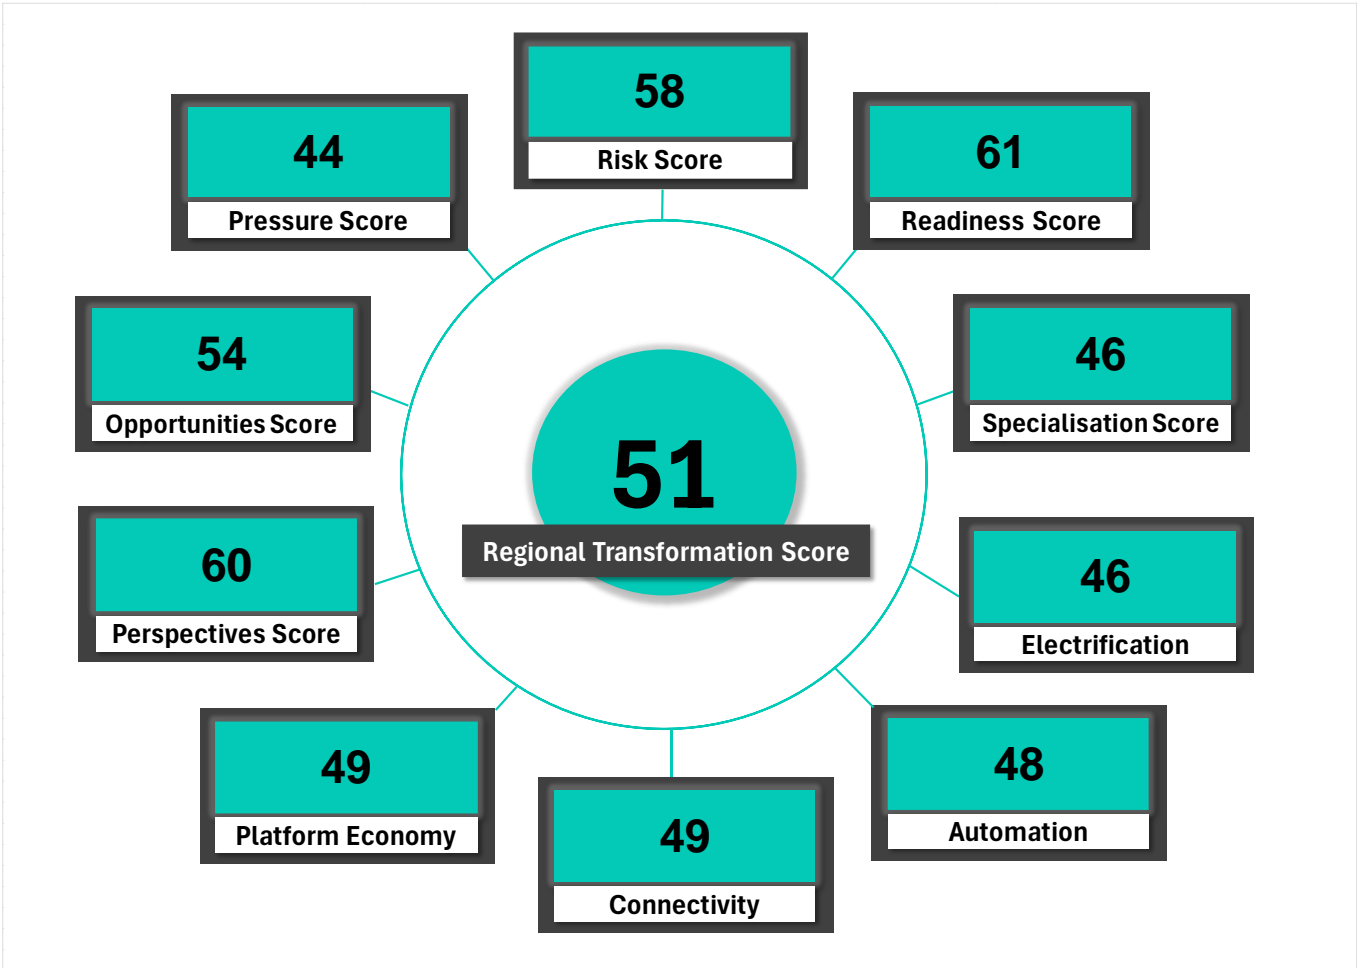 58
Risk Score
44
Pressure Score
61
Readiness Score
54
Opportunities Score
46
Specialisation Score
51
Regional Transformation Score
60
Perspectives Score
46
Electrification
49
Platform Economy
48
Automation
49
Connectivity